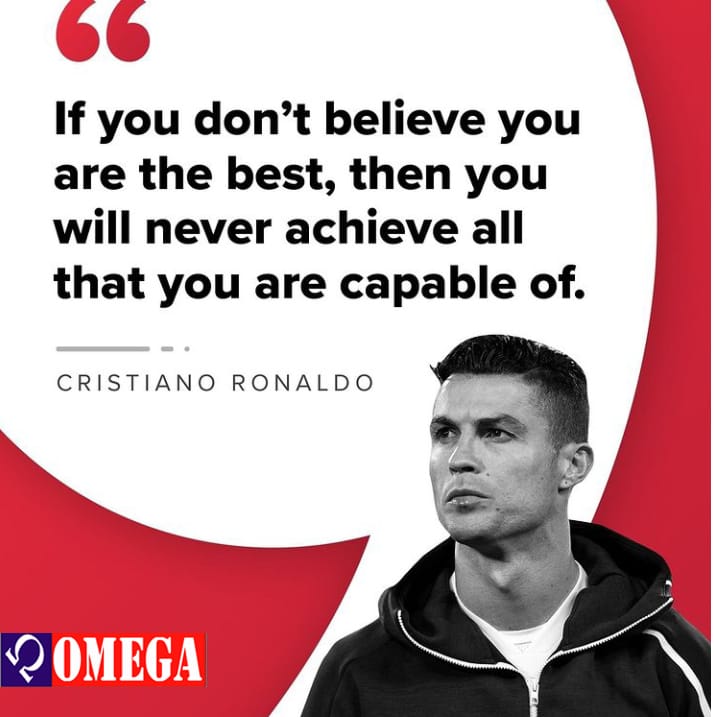 If you don’t believe you
are the best, then you
will never achieve all
that you are capable of.
CRISTIANO RONALDO
OMEGA